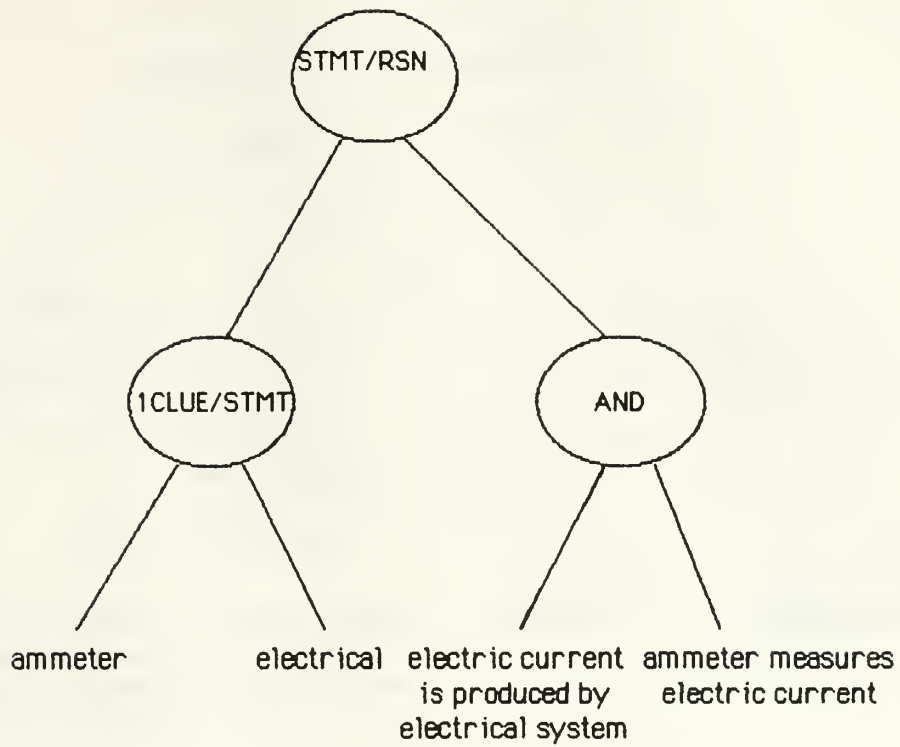 STMT/RSN
1CLUE/STMT
AND
ammeter
electrical
electric current
is produced by
electrical system
ammeter measures
electric current